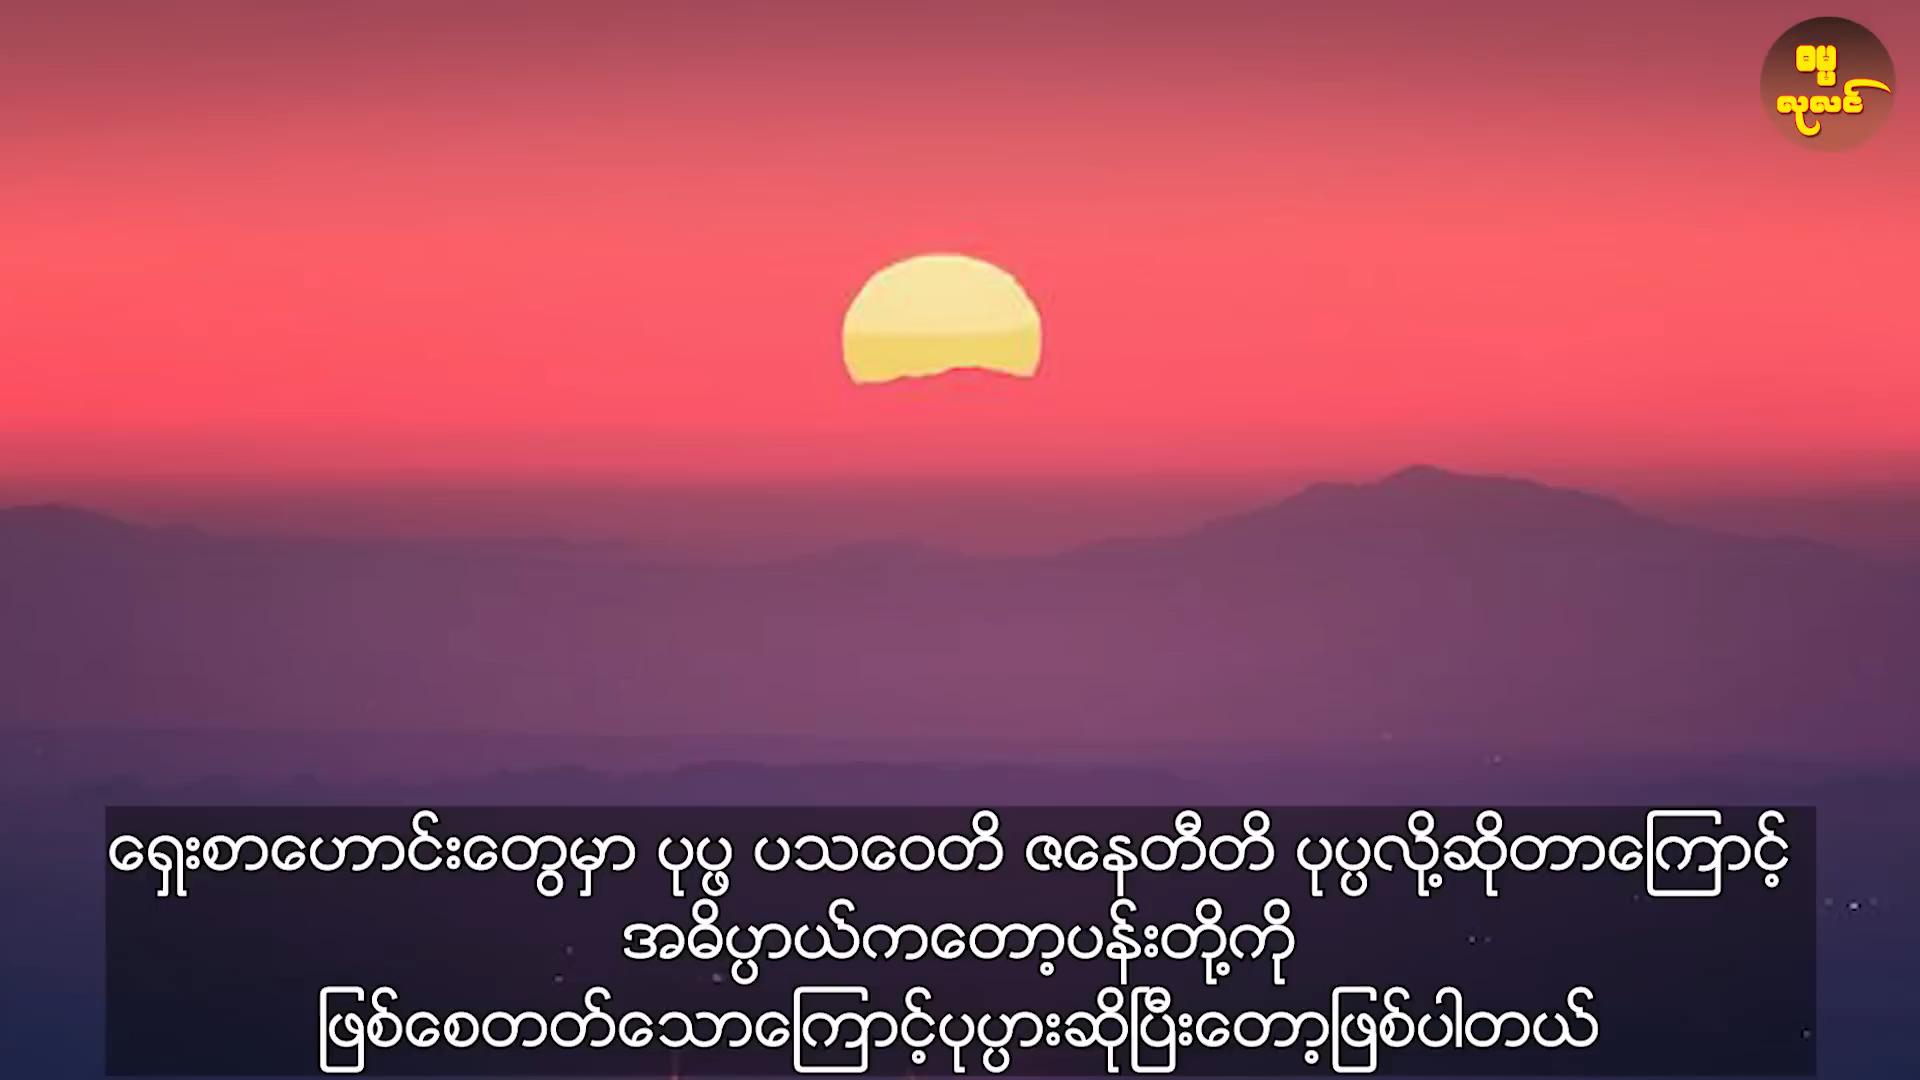 ဓမ္မ
လုလင်
ရှေးစာဟောင်းတွေမှာ ပုပ္ဖ ပသဝေတိ ဇနေတီတိ ပုပ္ပလို့ဆိုတာကြောင့်
အဓိပ္ပာယ်ကတော့ပန်းတို့ကို
ဖြစ်စေတတ်သောကြောင့်ပုပ္ပားဆိုပြီးတော့ဖြစ်ပါတယ်